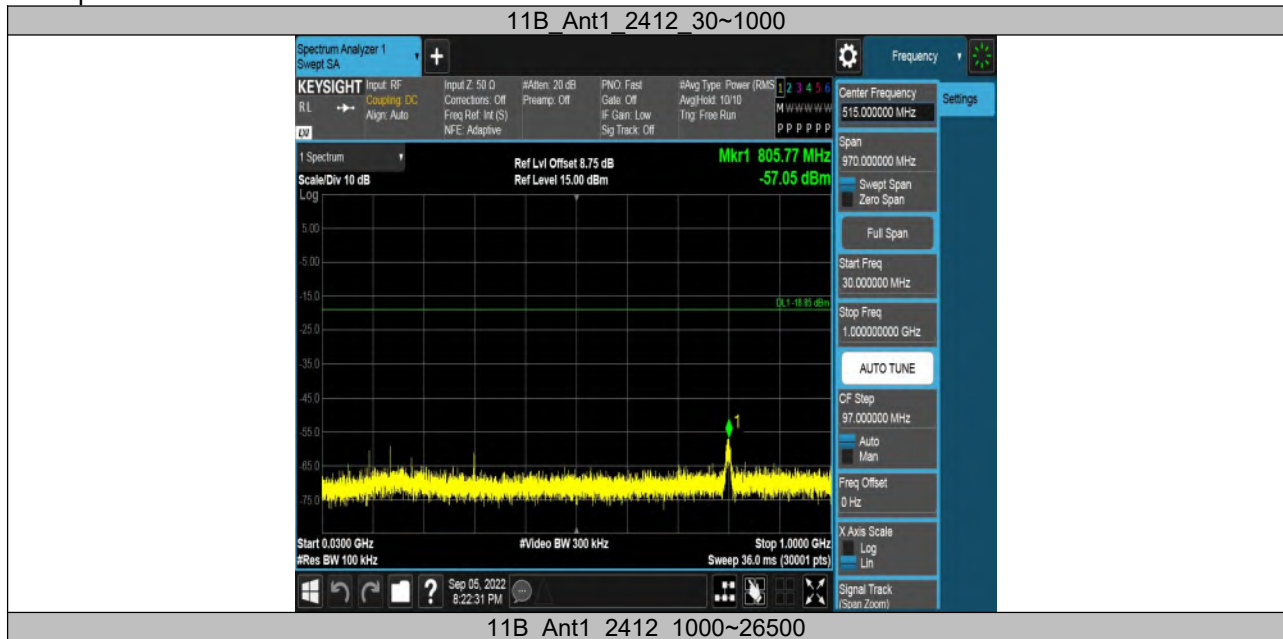 11B_Ant1_2412_30~1000
Spectrum Analyzer 1
Swept SA
+
Frequency
KEYSIGHT
RL
LXI
Input: RF
Coupling: DC
Align: Auto
Input Z: 50 Ω
Corrections: Off
Freq Ref: Int (S)
NFE: Adaptive
#Atten: 20 dB
Preamp: Off
PNO: Fast
Gate: Off
IF Gain: Low
Sig Track: Off
#Avg Type: Power (RMS
Avg|Hold: 10/10
Trig: Free Run
1 2 3 4 5 6
M W W W W W
P P P P P P
Center Frequency
515.000000 MHz
Settings
1 Spectrum
Scale/Div 10 dB
Log
Ref Lvl Offset 8.75 dB
Ref Level 15.00 dBm
Mkr1 805.77 MHz
-57.05 dBm
Span
970.000000 MHz
Swept Span
Zero Span
Full Span
Start Freq
30.000000 MHz
Stop Freq
1.000000000 GHz
AUTO TUNE
CF Step
97.000000 MHz
Auto
Man
Freq Offset
0 Hz
X Axis Scale
Log
Lin
Signal Track
(Span Zoom)
5.00
-5.00
-15.0
DL1 -18.85 dBm
-25.0
-35.0
-45.0
1
-55.0
-65.0
-75.0
Start 0.0300 GHz
#Res BW 100 kHz
#Video BW 300 kHz
Stop 1.0000 GHz
Sweep 36.0 ms (30001 pts)
?
Sep 05, 2022
8:22:31 PM
11B_Ant1_2412_1000~26500